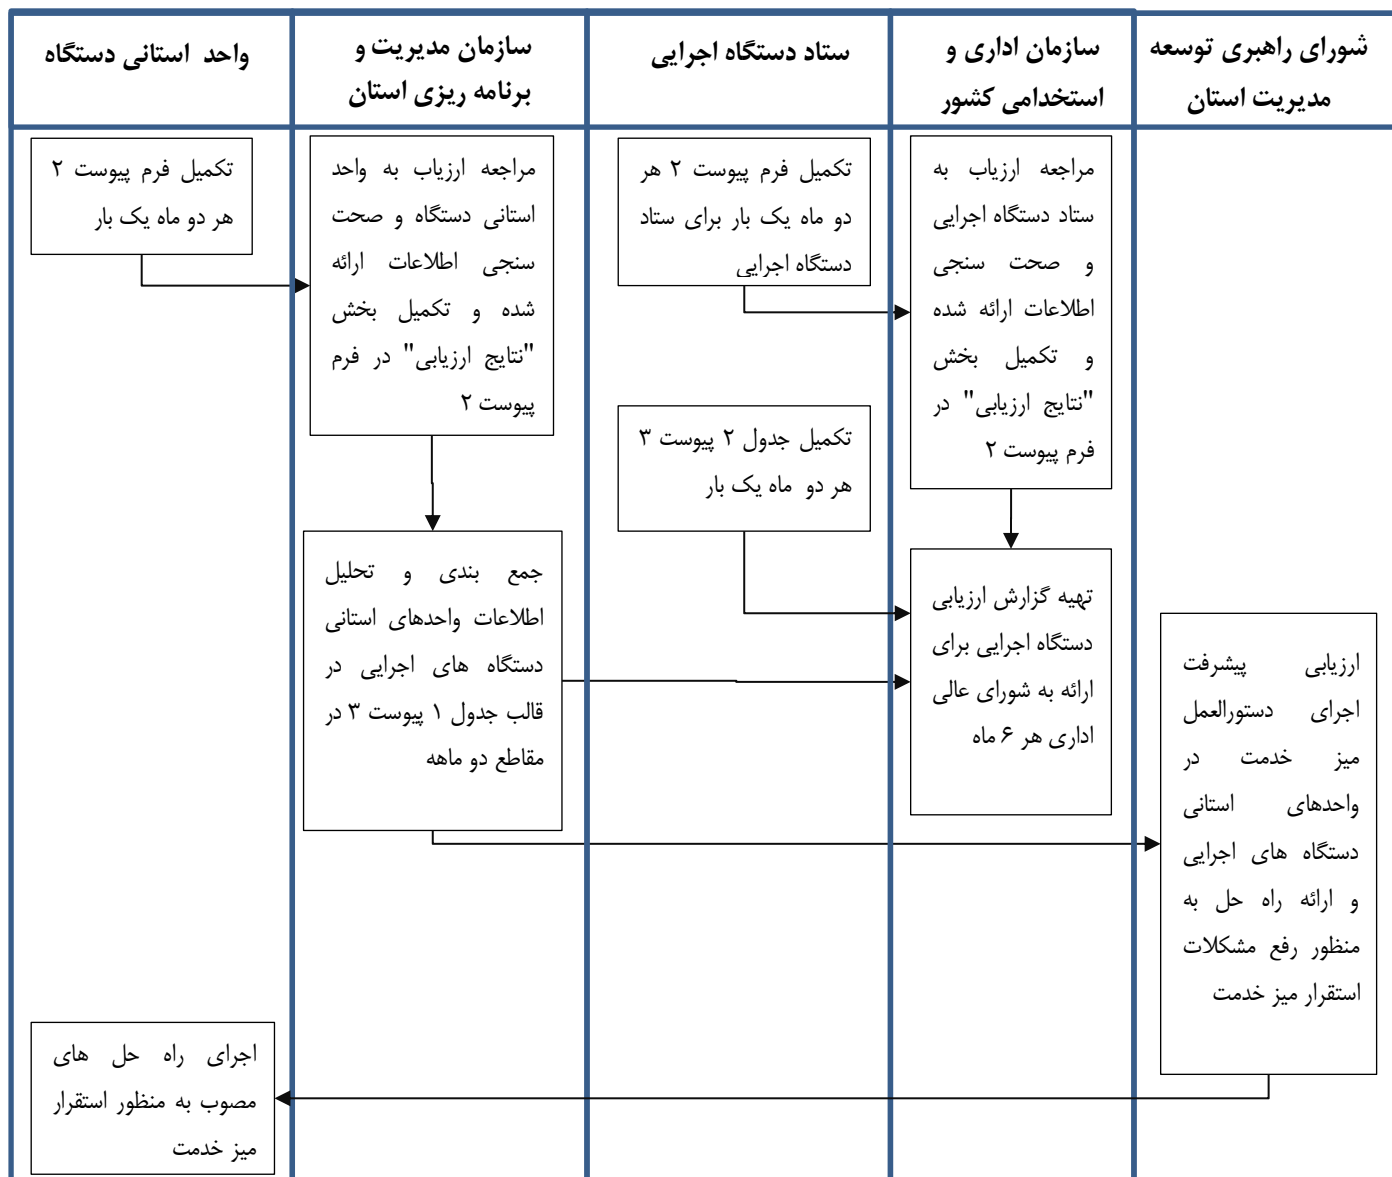 شورای راهبری توسعه
مدیریت استان
سازمان اداری و
استخدامی کشور
ستاد دستگاه اجرایی
سازمان مدیریت و
برنامه ریزی استان
واحد استانی دستگاه
تکمیل فرم پیوست ۲
هر دو ماه یک بار
مراجعه ارزیاب به واحد
استانی دستگاه و صحت
سنجی اطلاعات ارائه
شده و تکمیل بخش
"نتایج ارزیابی" در فرم
پیوست ۲
تکمیل فرم پیوست ۲ هر
دو ماه یک بار برای ستاد
دستگاه اجرایی
مراجعه ارزیاب به
ستاد دستگاه اجرایی
و صحت سنجی
اطلاعات ارائه شده
و تکمیل بخش
"نتایج ارزیابی" در
فرم پیوست ۲
تکمیل جدول ۲ پیوست ۳
هر دو ماه یک بار
جمع بندی و تحلیل
اطلاعات واحدهای استانی
دستگاه های اجرایی در
قالب جدول ۱ پیوست ۳ در
مقاطع دو ماهه
تهیه گزارش ارزیابی
دستگاه اجرایی برای
ارائه به شورای عالی
اداری هر ۶ ماه
ارزیابی پیشرفت
اجرای دستورالعمل
میز خدمت در
واحدهای استانی
دستگاه های اجرایی
و ارائه راه حل به
منظور رفع مشکلات
استقرار میز خدمت
اجرای راه حل های
مصوب به منظور استقرار
میز خدمت